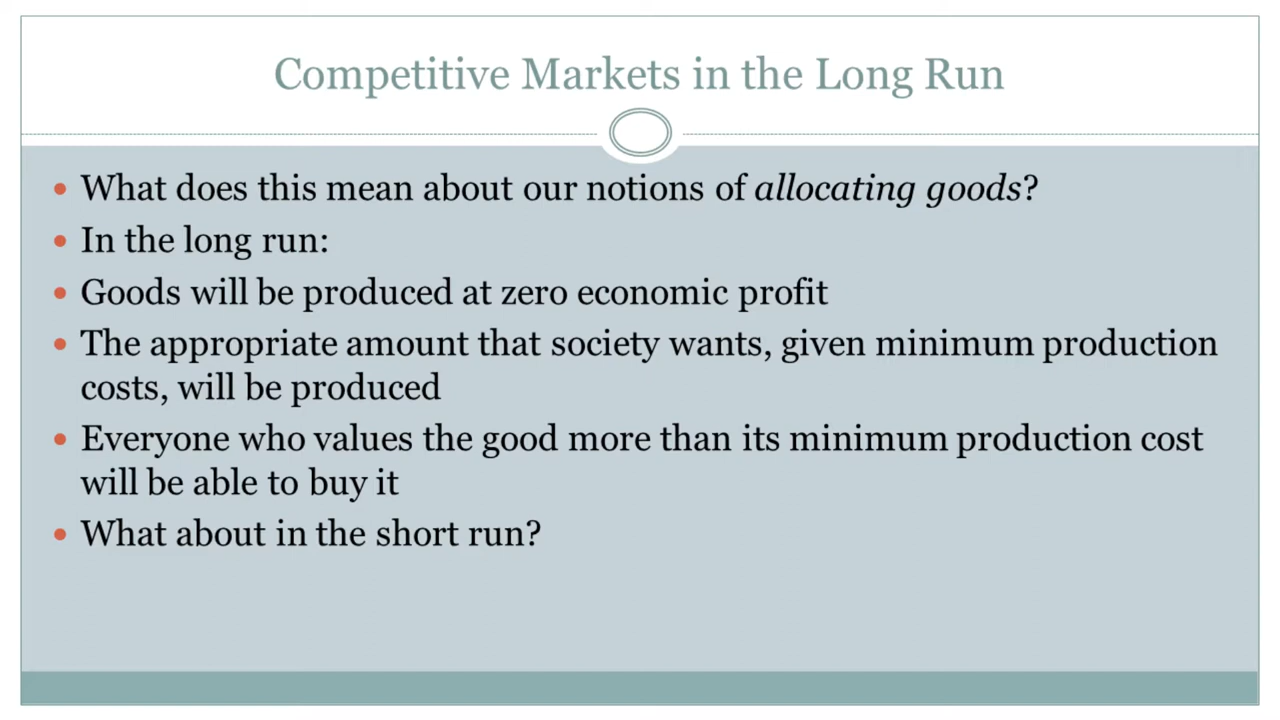 Competitive Markets in the Long Run
• What does this mean about our notions of allocating goods?
• In the long run:
• Goods will be produced at zero economic profit
• The appropriate amount that society wants, given minimum production
costs, will be produced
• Everyone who values the good more than its minimum production cost
will be able to buy it
• What about in the short run?